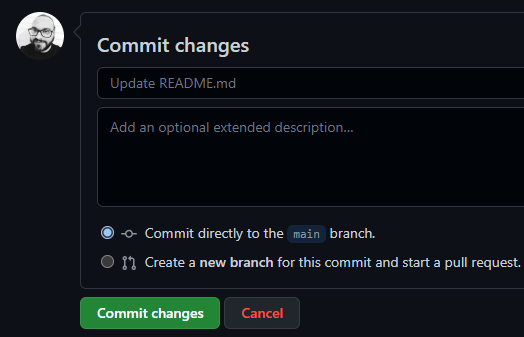 Commit changes
Update README.md
Add an optional extended description...
Commit directly to the main branch.
Create a new branch for this commit and start a pull request.
Commit changes Cancel